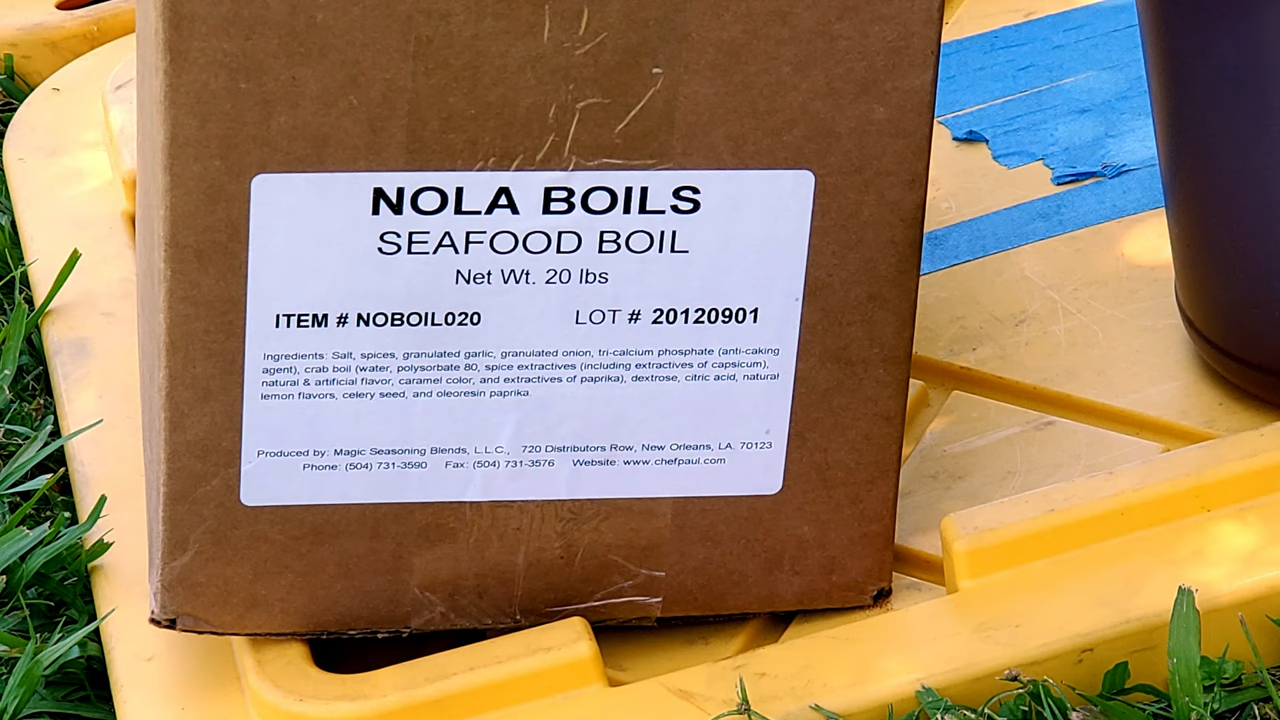 NOLA BOILS
SEAFOOD BOIL
Net Wt. 20 lbs
ITEM # NOBOIL020 LOT # 20120901
Ingredients: Salt, spices, granulated garlic, granulated onion, tri-calcium phosphate (anti-caking
agent), crab boil (water, polysorbate 80, spice extractives (including extractives of capsicum),
natural & artificial flavor, caramel color, and extractives of paprika), dextrose, citric acid, natural
lemon flavors, celery seed, and oleoresin paprika.
Produced by: Magic Seasoning Blends, L.L.C., 720 Distributors Row, New Orleans, LA. 70123
Phone: (504) 731-3590 Fax: (504) 731-3576 Website: www.chefpaul.com